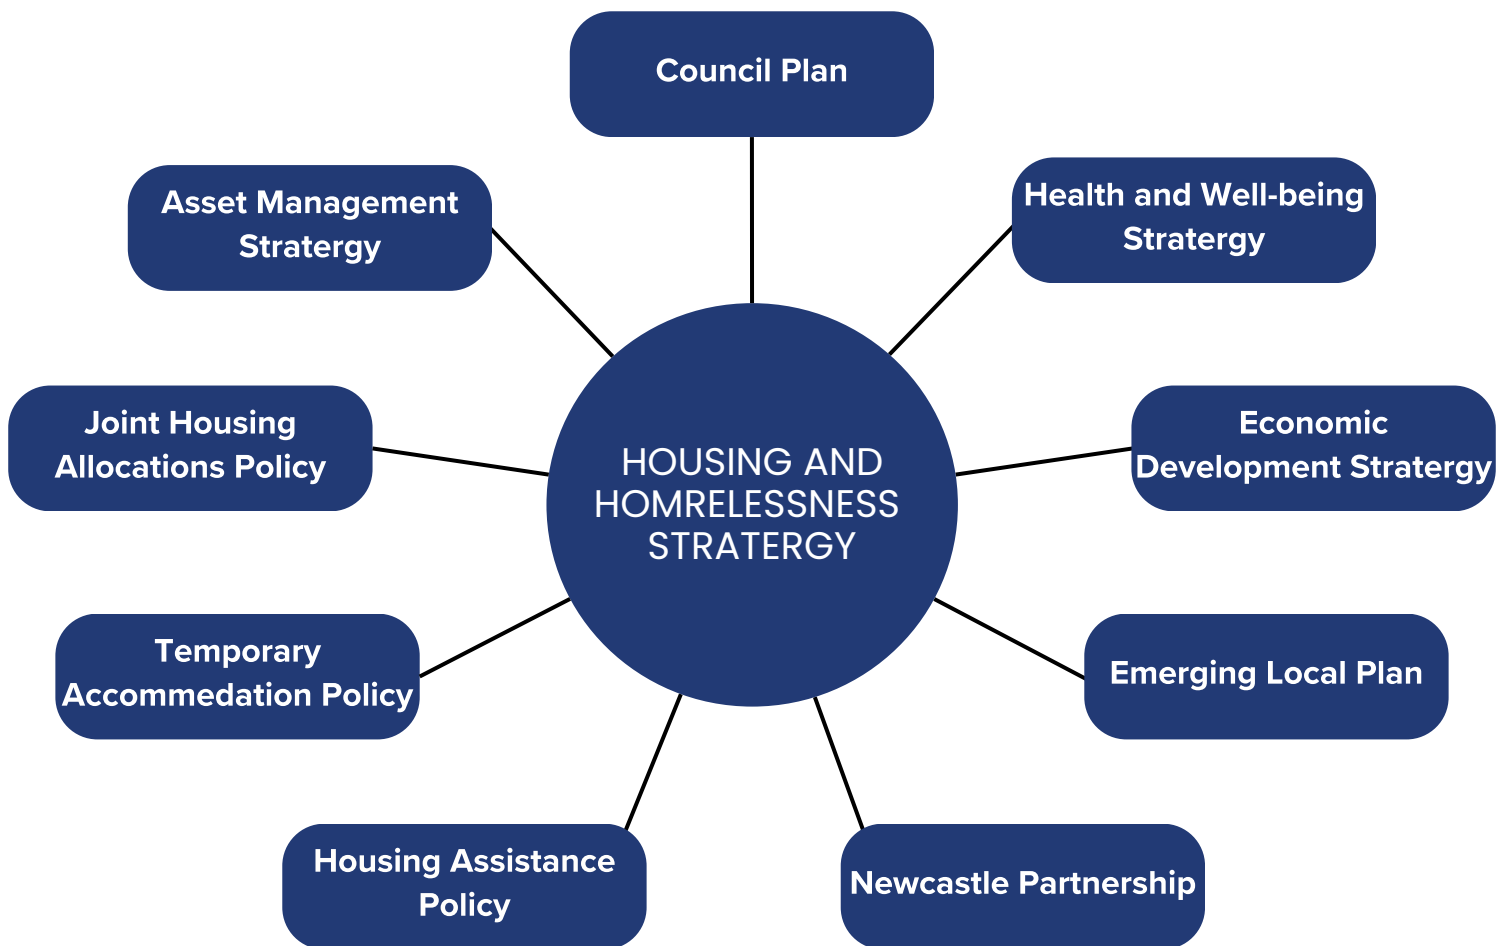 Council Plan
Asset Management
Stratergy
Health and Well-being
Stratergy
Joint Housing
Allocations Policy
Economic
Development Stratergy
HOUSING AND
HOMRELESSNESS
STRATERGY
Temporary
Accommedation Policy
Emerging Local Plan
Housing Assistance
Policy
Newcastle Partnership